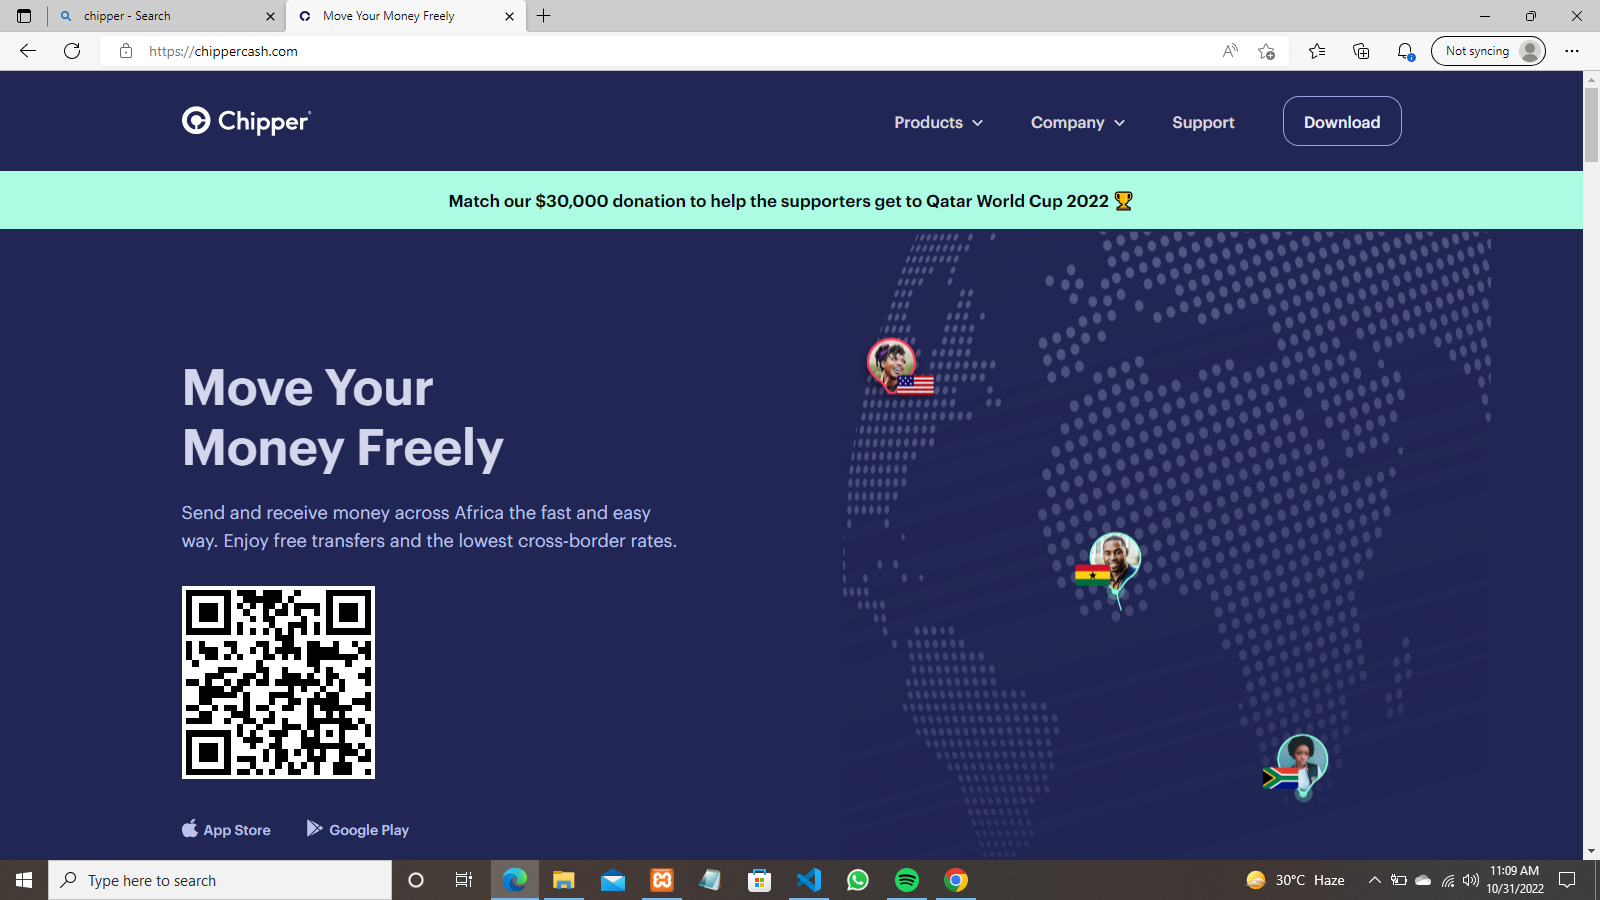 chipper - Search
Move Your Money Freely
https://chippercash.com
Not syncing
Chipper
Products
Company
Support
Download
Match our $30,000 donation to help the supporters get to Qatar World Cup 2022 🏆
Move Your
Money Freely
Send and receive money across Africa the fast and easy
way. Enjoy free transfers and the lowest cross-border rates.
App Store
Google Play
Type here to search
30°C Haze
11:09 AM
10/31/2022